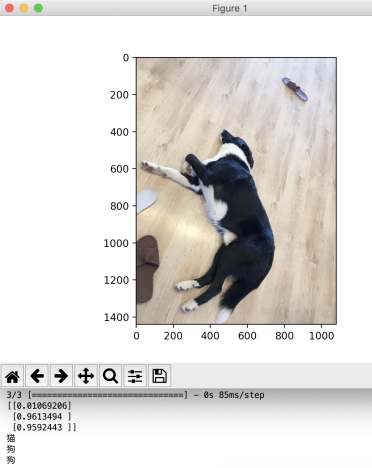 Figure 1
0
200
400
600
800
1000
1200
1400
0 200 400 600 800 1000
3/3 [==============================] - 0s 85ms/step
[[0.01069206]
[0.9613494 ]
[0.9592443 ]]
猫
狗
狗